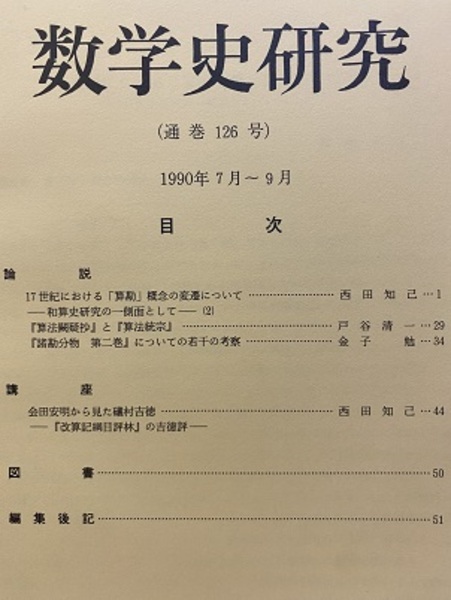 数学史研究
(通巻 126 号)
1990年 7月～9月
目 次
論 説
17世紀における「算勘」概念の変遷について………………西田知己…1
――和算史研究の一側面として――(2)
『算法闕疑抄』と『算法統宗』………………戸谷清一…29
『諸勘分物 第二巻』についての若干の考察………………金子 勉…34
講 座
会田安明から見た礒村吉徳………………西田知己…44
――『改算記綱目評林』の吉徳評――
図 書………………50
編集後記………………51